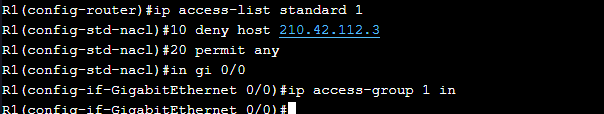 R1(config-router)#ip access-list standard 1
R1(config-std-nacl)#10 deny host 210.42.112.3
R1(config-std-nacl)#20 permit any
R1(config-std-nacl)#in gi 0/0
R1(config-if-GigabitEthernet 0/0)#ip access-group 1 in
R1(config-if-GigabitEthernet 0/0)#